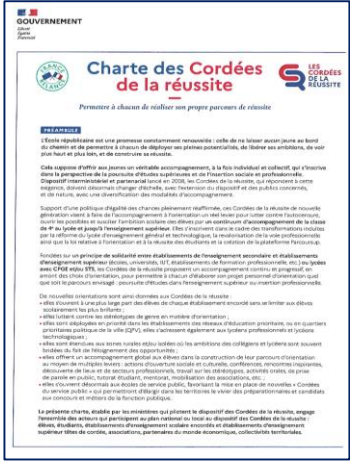 GOUVERNEMENT
Liberté
Égalité
Fraternité
FRANCE
RELANCE
Charte des Cordées
de la réussite
LES
CORDÉES
DE LA
RÉUSSITE
Permettre à chacun de réaliser son propre parcours de réussite
PRÉAMBULE
L'École républicaine est une promesse constamment renouvelée : celle de ne laisser aucun jeune au bord
du chemin et de permettre à chacun de déployer ses pleines potentialités, de libérer ses ambitions, de voir
plus haut et plus loin, et de construire sa réussite.
Cela suppose d'offrir aux jeunes un véritable accompagnement, à la fois individuel et collectif, qui s'inscrive
dans la perspective de la poursuite d'études supérieures et de l'insertion sociale et professionnelle.
Dispositif interministériel et partenarial lancé en 2008, les Cordées de la réussite, qui répondent à cette
exigence, doivent désormais changer d'échelle, avec l'extension du dispositif et des publics concernés,
et de nature, avec une diversification des modalités d'accompagnement.
Support d'une politique d'égalité des chances pleinement réaffirmée, ces Cordées de la réussite de nouvelle
génération visent à faire de l'accompagnement à l'orientation un réel levier pour lutter contre l'autocensure,
ouvrir les possibles et susciter l'ambition scolaire des élèves par un continuum d'accompagnement de la classe
de 4e au lycée et jusqu'à l'enseignement supérieur. Elles s'inscrivent dans le cadre des transformations induites
par la réforme du lycée d'enseignement général et technologique, la revalorisation de la voie professionnelle
ainsi que la loi relative à l'orientation et à la réussite des étudiants et la création de la plateforme Parcoursup.
Fondées sur un principe de solidarité entre établissements de l'enseignement secondaire et établissements
d'enseignement supérieur (écoles, universités, IUT, établissements de formation professionnelle, etc.) ou lycées
avec CPGE et/ou STS, les Cordées de la réussite proposent un accompagnement continu et progressif, en
amont des choix d'orientation, pour permettre à chacun d'élaborer son projet personnel d'orientation quel
que soit le parcours envisagé : poursuite d'études dans l'enseignement supérieur ou insertion professionnelle.
De nouvelles orientations sont ainsi données aux Cordées de la réussite :
• elles s'ouvrent à une plus large part des élèves de chaque établissement encordé sans se limiter aux élèves
scolairement les plus brillants ;
• elles luttent contre les stéréotypes de genre en matière d'orientation ;
• elles sont déployées en priorité dans les établissements des réseaux d'éducation prioritaire, ou en quartiers
prioritaires politique de la ville (QPV), elles s'adressent également aux lycéens professionnels et lycéens
technologiques ;
• elles sont étendues aux zones rurales et/ou isolées où les ambitions des collégiens et lycéens sont souvent
bridées du fait de l'éloignement des opportunités ;
• elles offrent un accompagnement global aux élèves dans la construction de leur parcours d'orientation
au moyen de multiples leviers : actions d'ouverture sociale et culturelle, conférences, rencontres inspirantes,
découverte de lieux et de secteurs professionnels, travail sur les stéréotypes, activités orales, de prise
de parole en public, tutorat étudiant, mentorat, mobilisation des associations, etc. ;
• elles s'ouvrent désormais aux écoles de service public, favorisant la mise en place de nouvelles « Cordées
du service public » qui permettront d'élargir dans les territoires le vivier des préparationnaires et candidats
aux concours et métiers de la fonction publique.
La présente charte, établie par les ministères qui pilotent le dispositif des Cordées de la réussite, engage
l'ensemble des acteurs qui participent au plan national ou local au dispositif des Cordées de la réussite :
élèves, étudiants, établissements d'enseignement scolaire encordés et établissements d'enseignement
supérieur têtes de cordée, associations, partenaires du monde économique, collectivités territoriales.